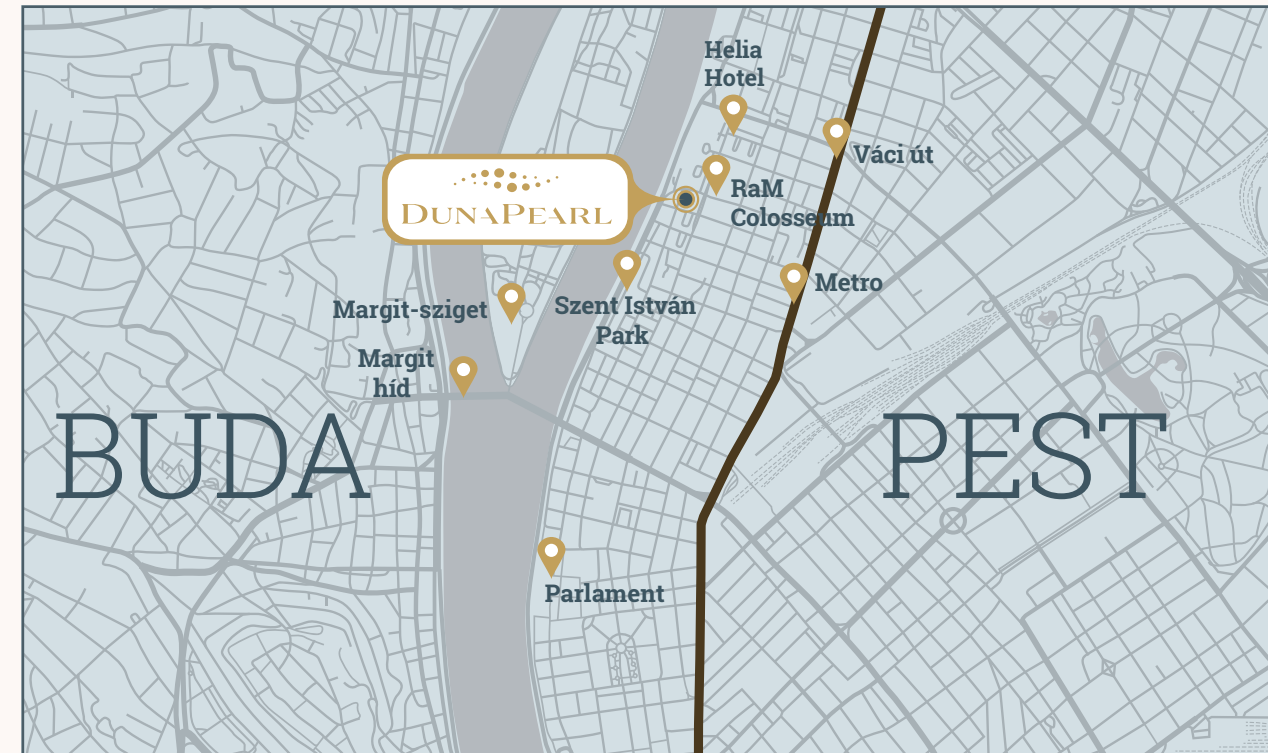 Helia
Hotel
Váci út
DUNAPEARL
RaM
Colosseum
Metro
Margit-sziget
Szent István
Park
Margit
híd
BUDA
PEST
Parlament